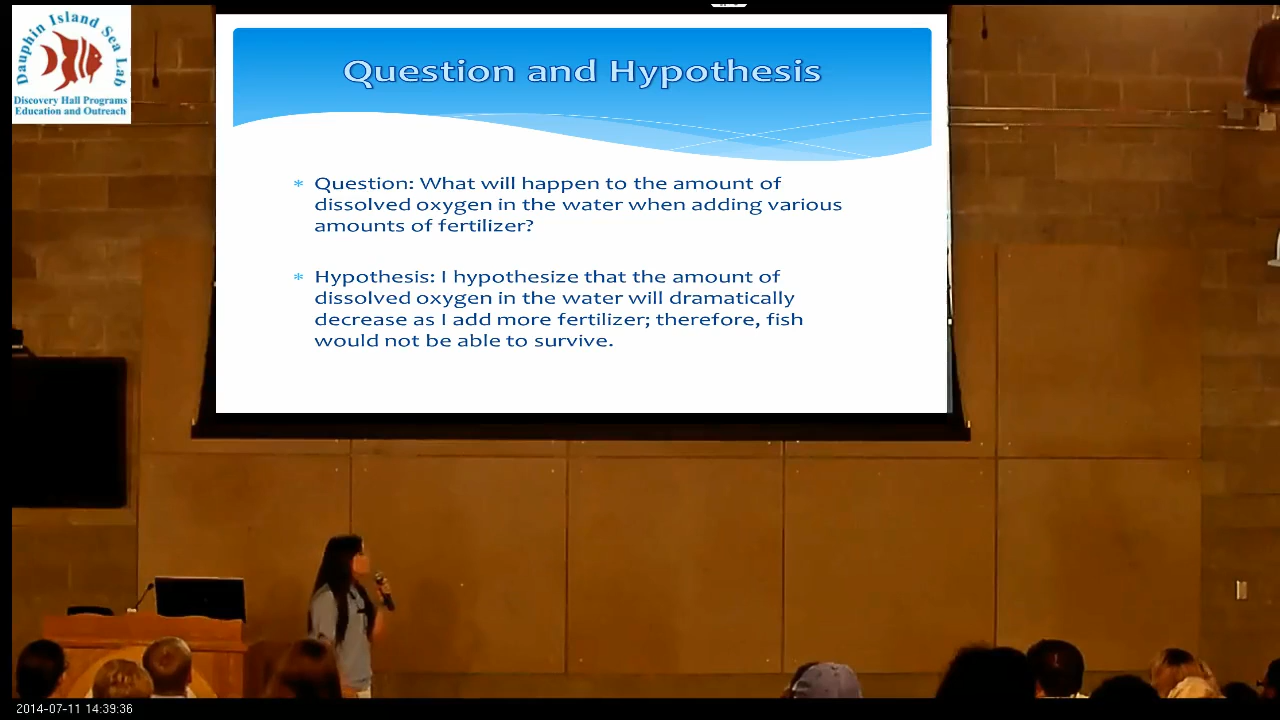 Dauphin Island Sea Lab
Discovery Hall Programs
Education and Outreach
Question and Hypothesis
* Question: What will happen to the amount of
dissolved oxygen in the water when adding various
amounts of fertilizer?
* Hypothesis: I hypothesize that the amount of
dissolved oxygen in the water will dramatically
decrease as I add more fertilizer; therefore, fish
would not be able to survive.
2014-07-11 14:39:36